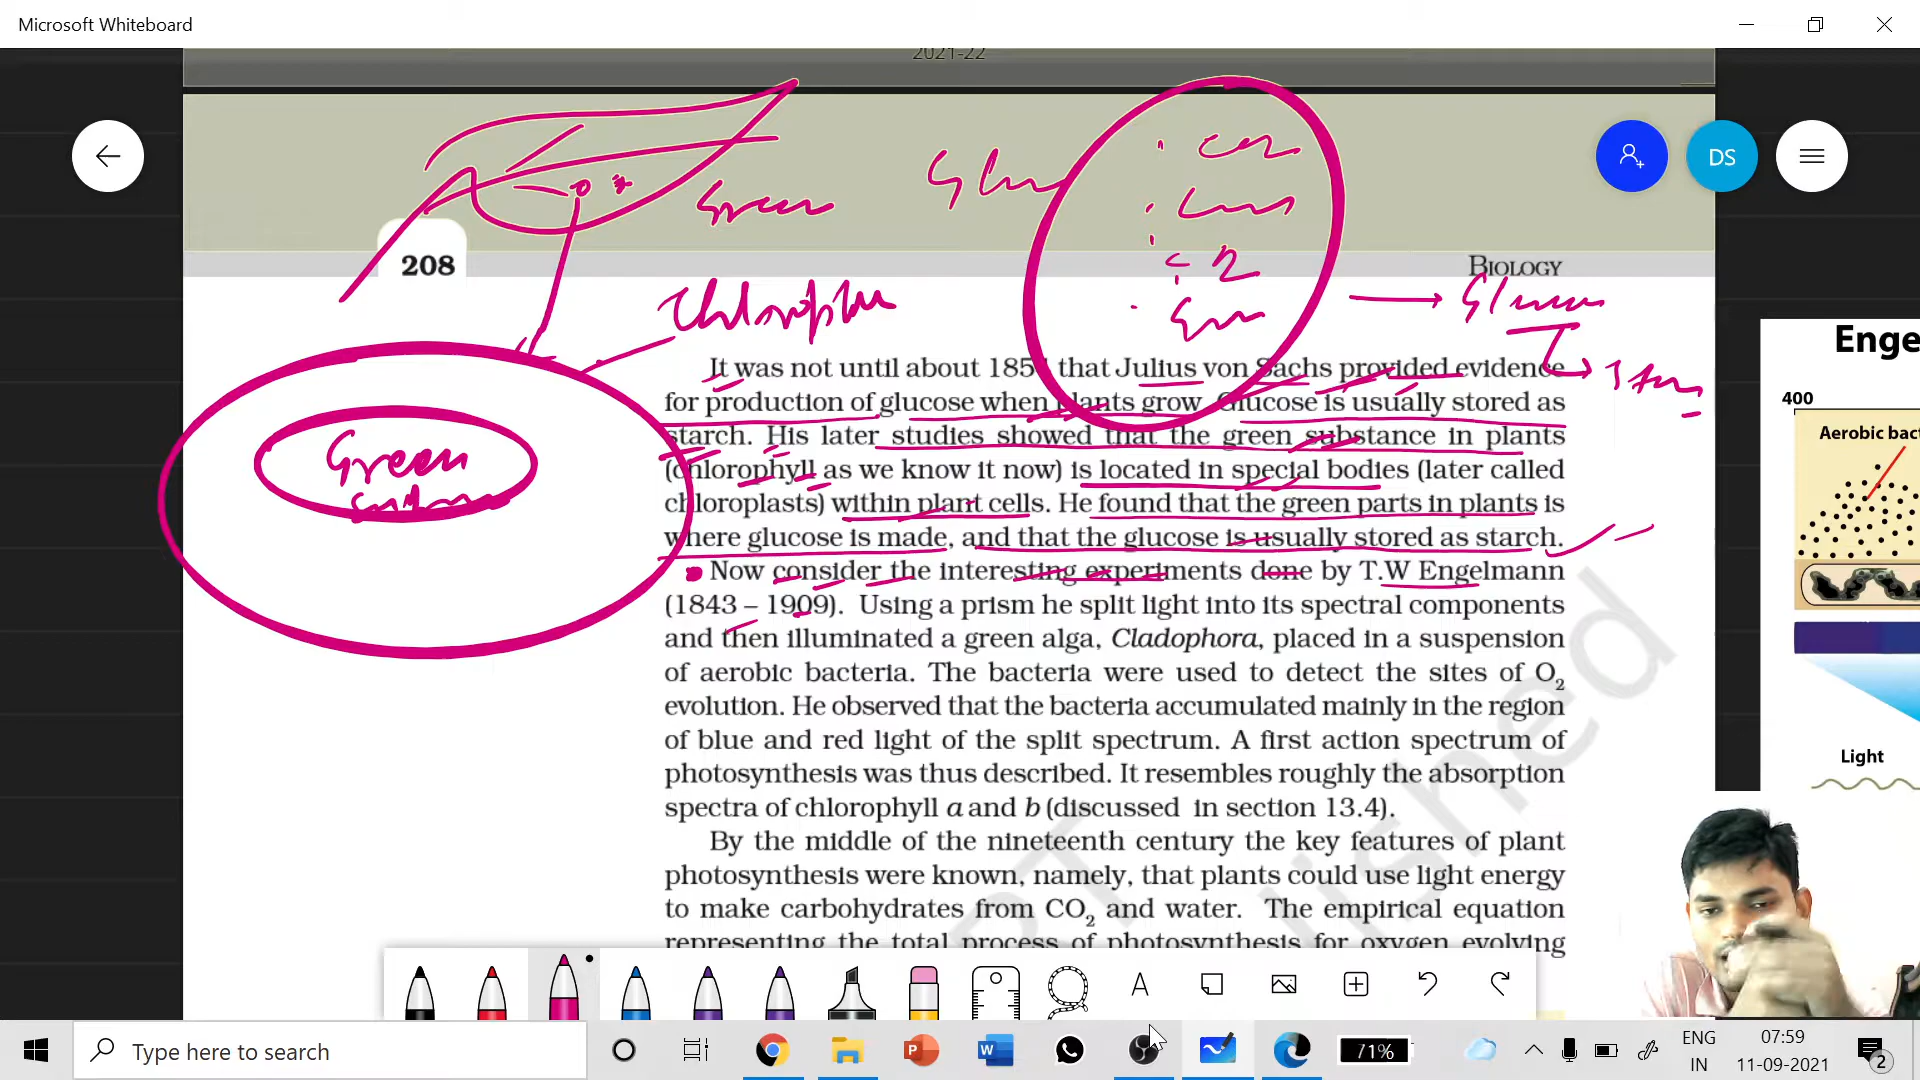 Microsoft Whiteboard
2021-22
208
BIOLOGY
Green
DS
It was not until about 185 that Julius von Sachs provided evidence
for production of glucose when plants grow. Glucose is usually stored as
starch. His later studies showed that the green substance in plants
(chlorophyll as we know it now) is located in special bodies (later called
chloroplasts) within plant cells. He found that the green parts in plants is
where glucose is made, and that the glucose is usually stored as starch.
Green
Now consider the interesting experiments done by T.W Engelmann
(1843 – 1909). Using a prism he split light into its spectral components
and then illuminated a green alga, Cladophora, placed in a suspension
of aerobic bacteria. The bacteria were used to detect the sites of O2
evolution. He observed that the bacteria accumulated mainly in the region
of blue and red light of the split spectrum. A first action spectrum of
photosynthesis was thus described. It resembles roughly the absorption
spectra of chlorophyll a and b (discussed in section 13.4).
By the middle of the nineteenth century the key features of plant
photosynthesis were known, namely, that plants could use light energy
to make carbohydrates from CO2 and water. The empirical equation
representing the total process of photosynthesis for oxygen evolving
Enge
400
Aerobic bact
Light
Type here to search
71%
ENG
IN
07:59
11-09-2021
2